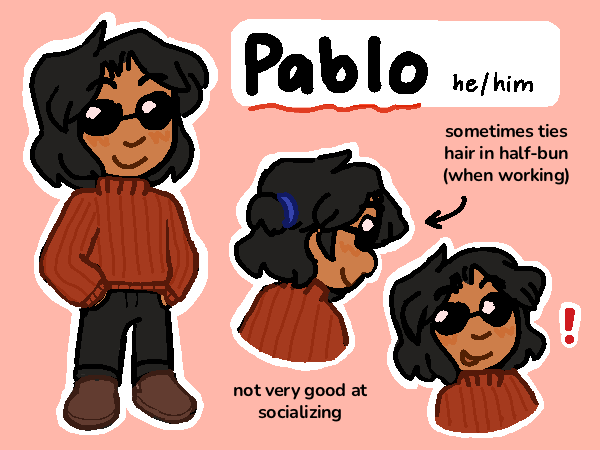 Pablo he/him
sometimes ties
hair in half-bun
(when working)
not very good at
socializing
!